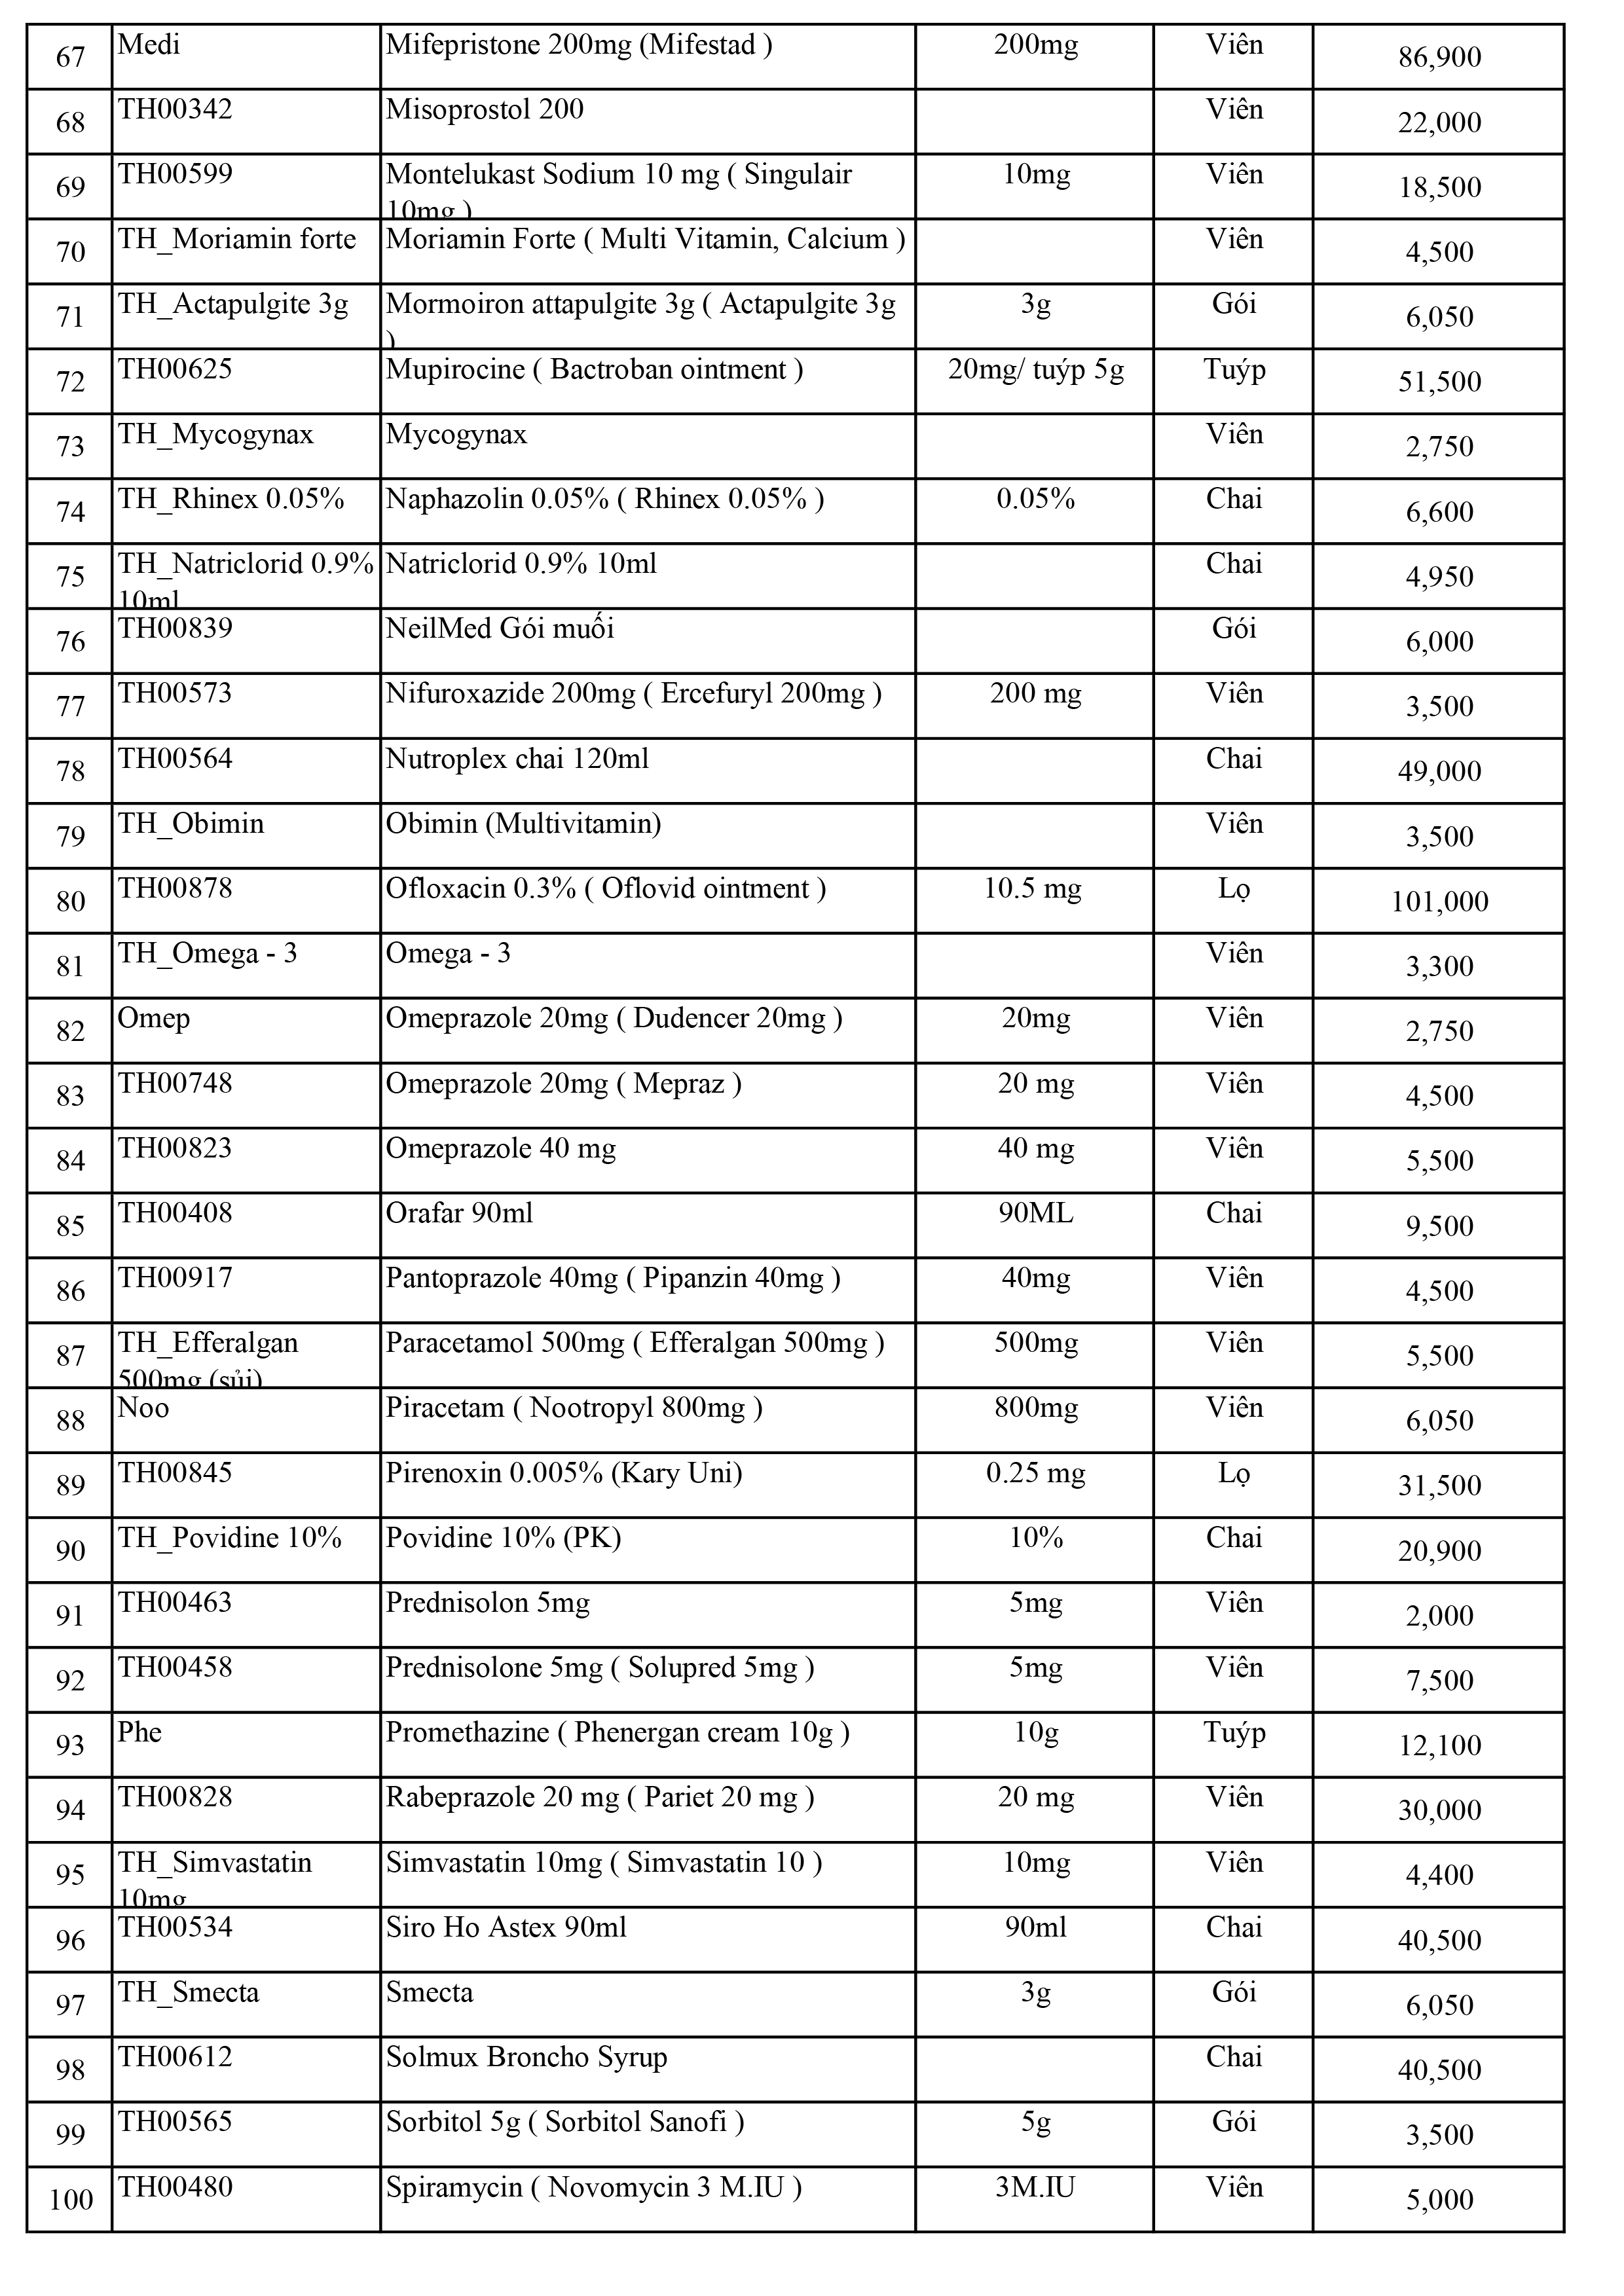 67 Medi Mifepristone 200mg (Mifestad ) 200mg Viên 86,900
68 TH00342 Misoprostol 200 Viên 22,000
69 TH00599 Montelukast Sodium 10 mg ( Singulair 10mg ) 10mg Viên 18,500
70 TH_Moriamin forte Moriamin Forte ( Multi Vitamin, Calcium ) Viên 4,500
71 TH_Actapulgite 3g Mormoiron attapulgite 3g ( Actapulgite 3g ) 3g Gói 6,050
72 TH00625 Mupirocine ( Bactroban ointment ) 20mg/ tuýp 5g Tuýp 51,500
73 TH_Mycogynax Mycogynax Viên 2,750
74 TH_Rhinex 0.05% Naphazolin 0.05% ( Rhinex 0.05% ) 0.05% Chai 6,600
75 TH_Natriclorid 0.9% 10ml Natriclorid 0.9% 10ml Chai 4,950
76 TH00839 NeilMed Gói muối Gói 6,000
77 TH00573 Nifuroxazide 200mg ( Ercefuryl 200mg ) 200 mg Viên 3,500
78 TH00564 Nutroplex chai 120ml Chai 49,000
79 TH_Obimin Obimin (Multivitamin) Viên 3,500
80 TH00878 Ofloxacin 0.3% ( Oflovid ointment ) 10.5 mg Lọ 101,000
81 TH_Omega - 3 Omega - 3 Viên 3,300
82 Omep Omeprazole 20mg ( Dudencer 20mg ) 20mg Viên 2,750
83 TH00748 Omeprazole 20mg ( Mepraz ) 20 mg Viên 4,500
84 TH00823 Omeprazole 40 mg 40 mg Viên 5,500
85 TH00408 Orafar 90ml 90ML Chai 9,500
86 TH00917 Pantoprazole 40mg ( Pipanzin 40mg ) 40mg Viên 4,500
87 TH_Efferalgan 500mg (sủi) Paracetamol 500mg ( Efferalgan 500mg ) 500mg Viên 5,500
88 Noo Piracetam ( Nootropyl 800mg ) 800mg Viên 6,050
89 TH00845 Pirenoxin 0.005% (Kary Uni) 0.25 mg Lọ 31,500
90 TH_Povidine 10% Povidine 10% (PK) 10% Chai 20,900
91 TH00463 Prednisolon 5mg 5mg Viên 2,000
92 TH00458 Prednisolone 5mg ( Solupred 5mg ) 5mg Viên 7,500
93 Phe Promethazine ( Phenergan cream 10g ) 10g Tuýp 12,100
94 TH00828 Rabeprazole 20 mg ( Pariet 20 mg ) 20 mg Viên 30,000
95 TH_Simvastatin 10mg Simvastatin 10mg ( Simvastatin 10 ) 10mg Viên 4,400
96 TH00534 Siro Ho Astex 90ml 90ml Chai 40,500
97 TH_Smecta Smecta 3g Gói 6,050
98 TH00612 Solmux Broncho Syrup Chai 40,500
99 TH00565 Sorbitol 5g ( Sorbitol Sanofi ) 5g Gói 3,500
100 TH00480 Spiramycin ( Novomycin 3 M.IU ) 3M.IU Viên 5,000